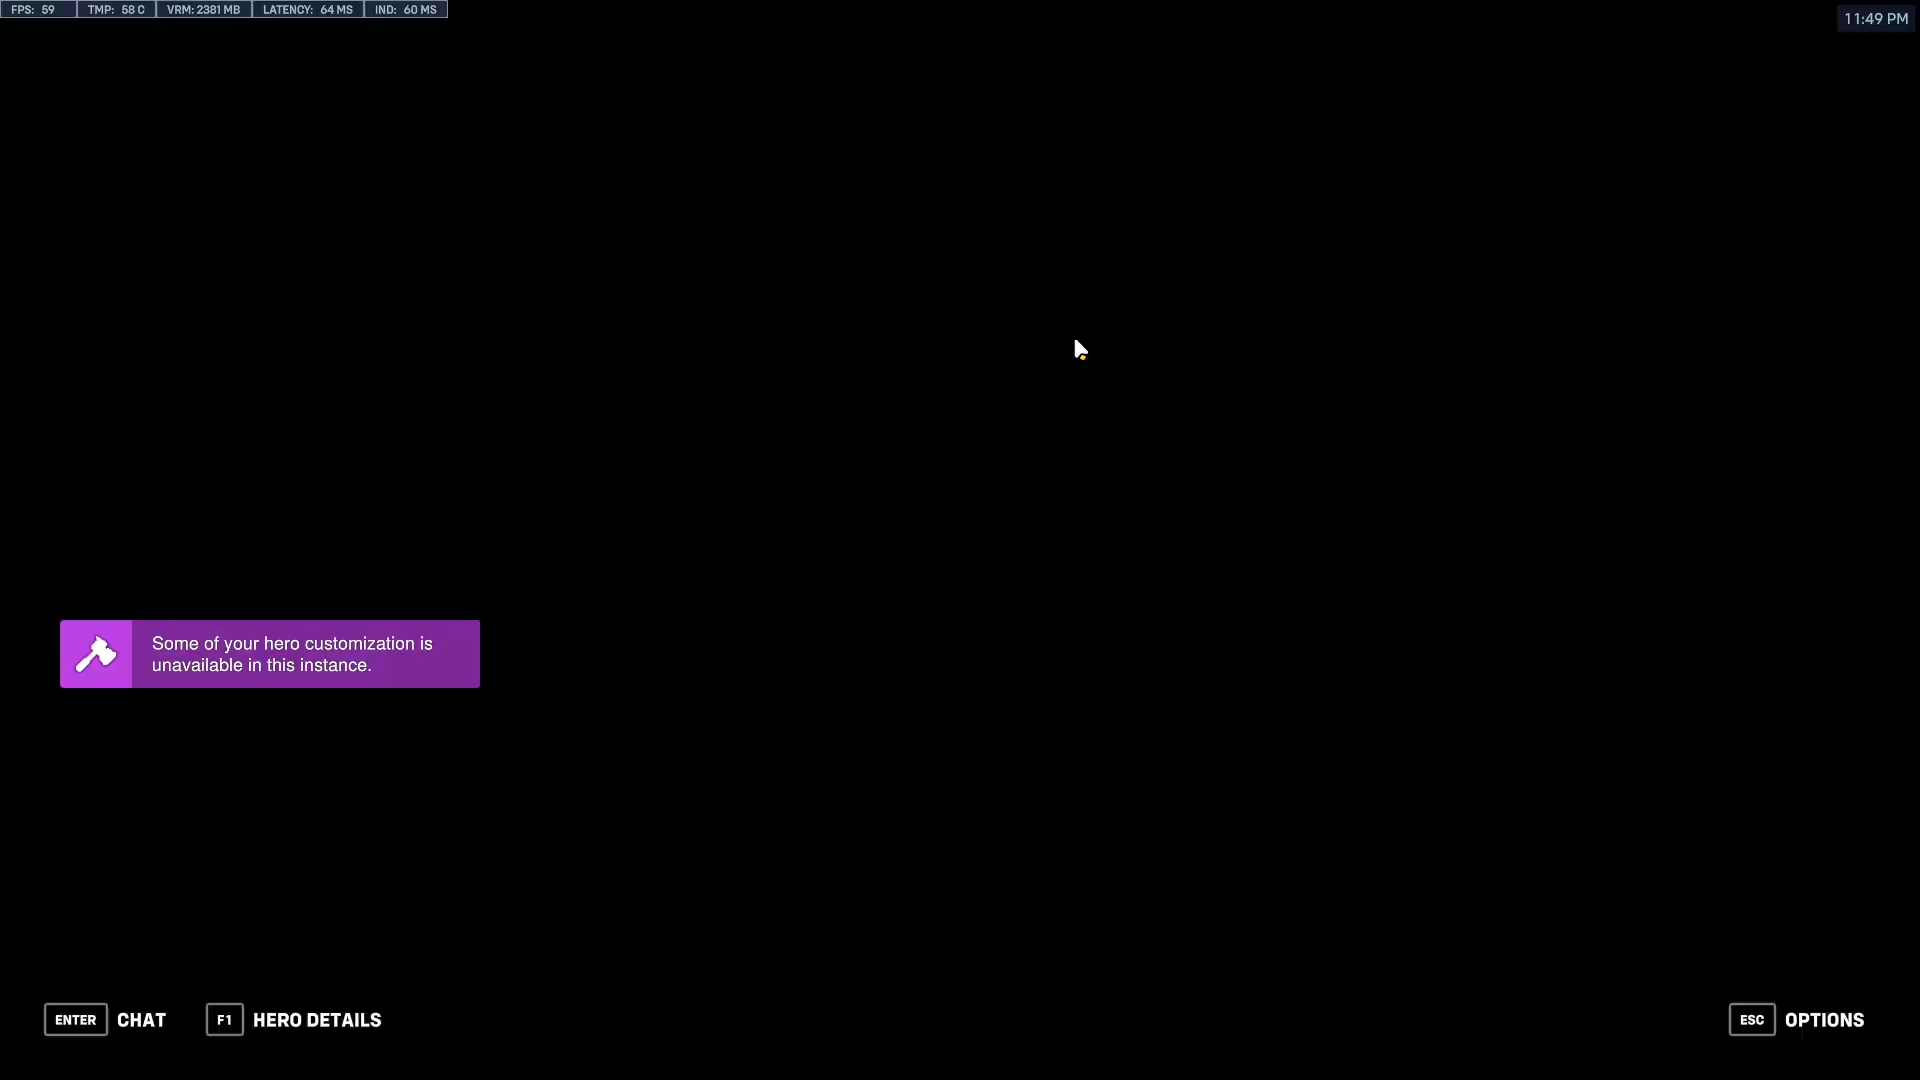 FPS: 59 TMP: 58 C VRM: 2381 MB LATENCY: 64 MS IND: 60 MS
11:49 PM
Some of your hero customization is
unavailable in this instance.
ENTER CHAT F1 HERO DETAILS ESC OPTIONS